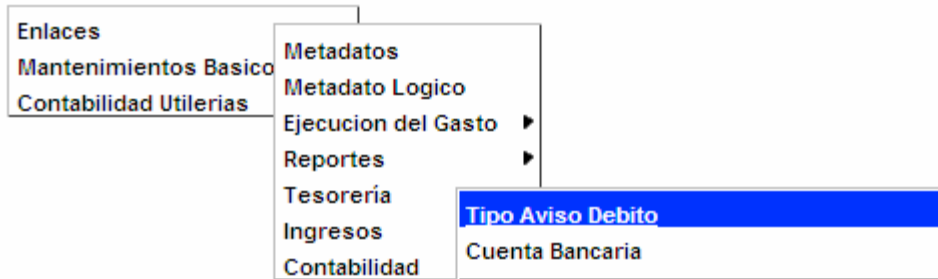 Enlaces
Mantenimientos Basico
Contabilidad Utilerias
Metadatos
Metadato Logico
Ejecucion del Gasto
Reportes
Tesorería
Ingresos
Contabilidad
Tipo Aviso Debito
Cuenta Bancaria